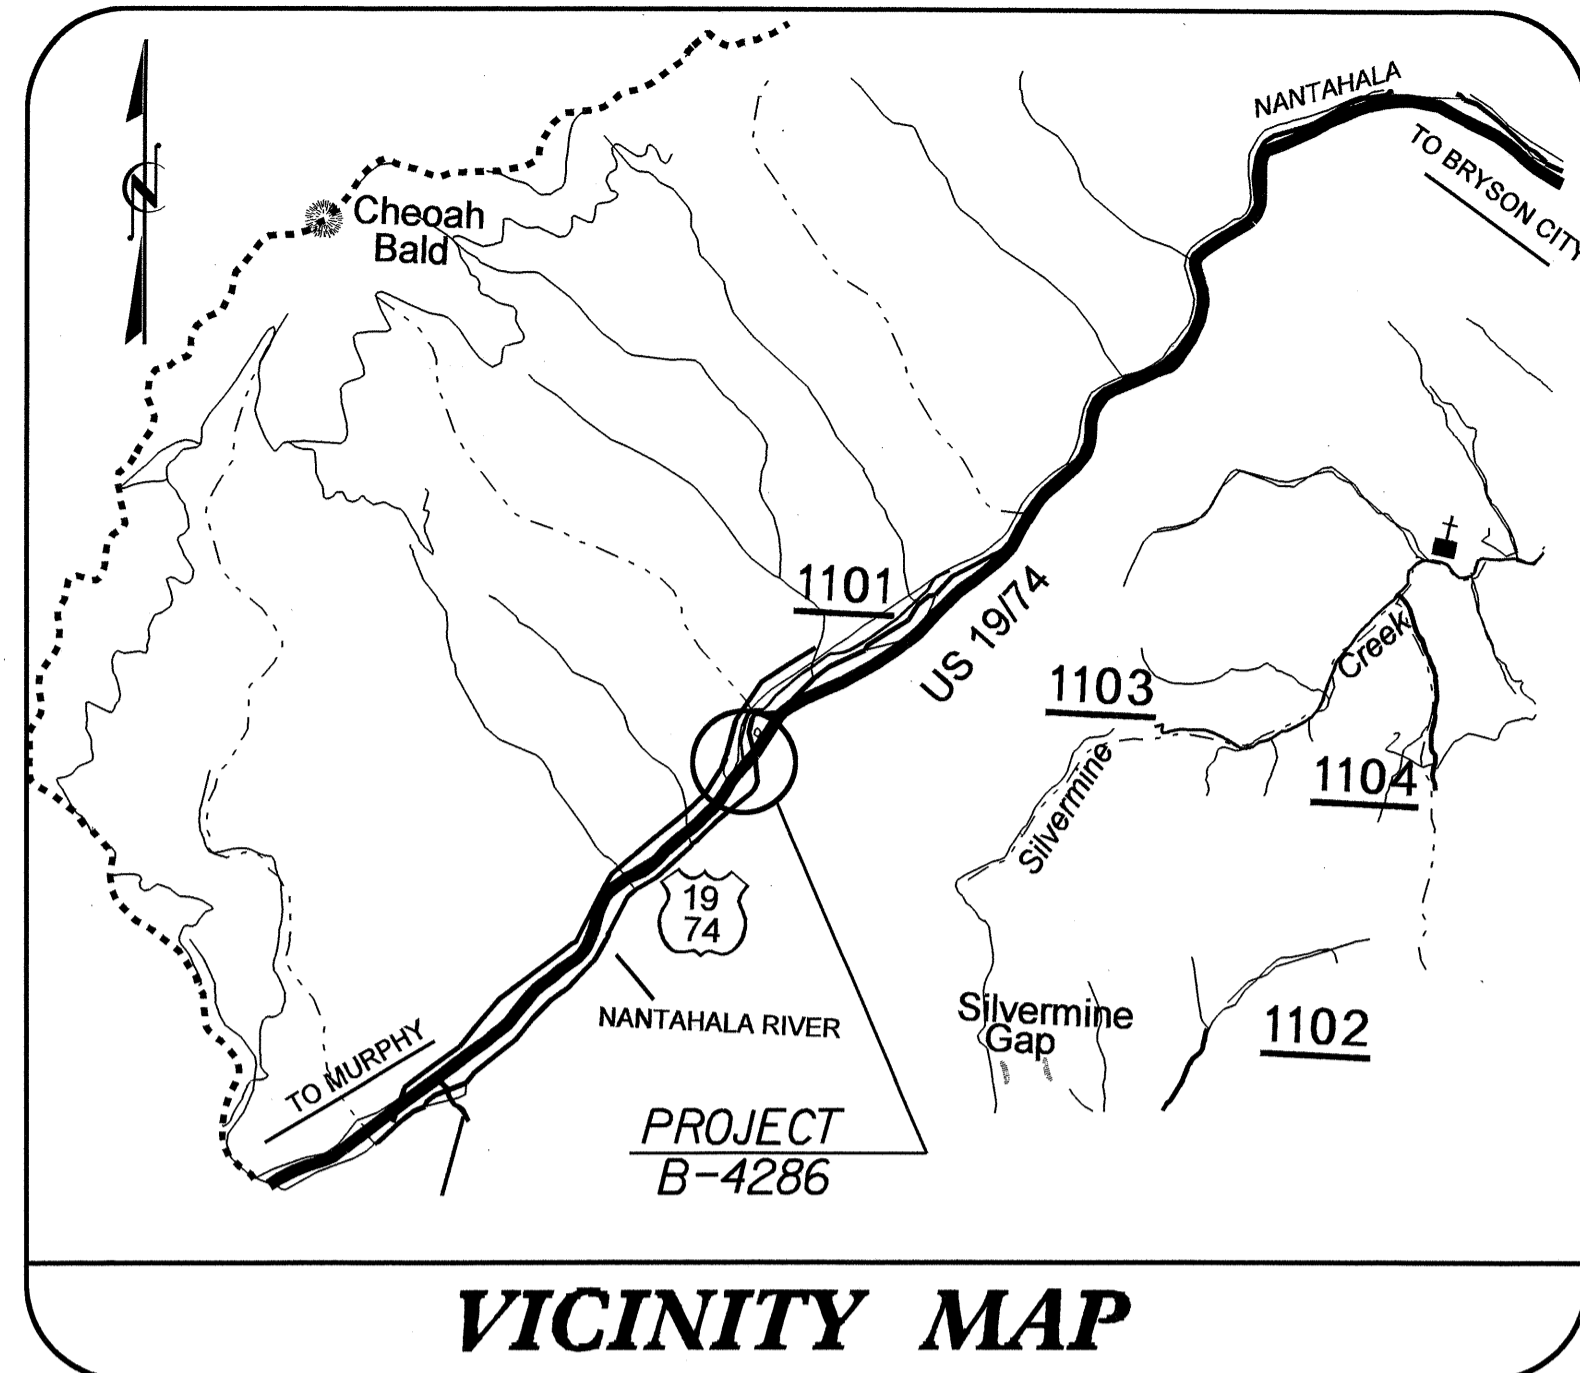 NANTAHALA
TO BRYSON CITY
N
Cheoah
Bald
1101
US 19/74
Creek
1103
1104
Silvermine
19
74
NANTAHALA RIVER
Silvermine
Gap
1102
TO MURPHY
PROJECT
B-4286
VICINITY MAP